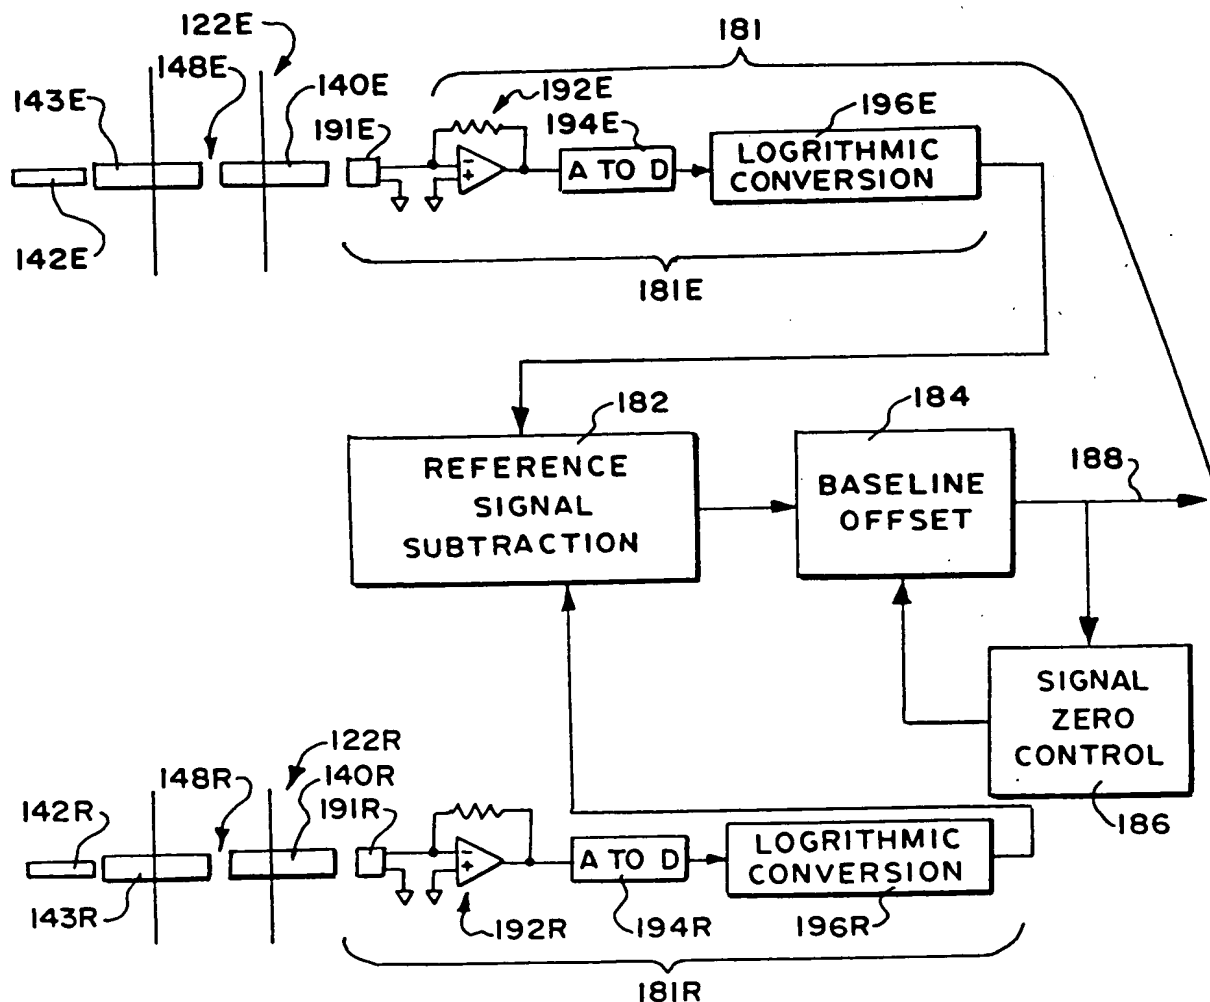 122E
181
148E
140E
192E
143E
191E
194E
196E
A TO D
LOGRITHMIC
CONVERSION
142E
181E
182
184
REFERENCE
SIGNAL
SUBTRACTION
BASELINE
OFFSET
188
SIGNAL
ZERO
CONTROL
186
122R
148R
140R
142R
191R
A TO D
LOGRITHMIC
CONVERSION
143R
192R
194R
196R
181R